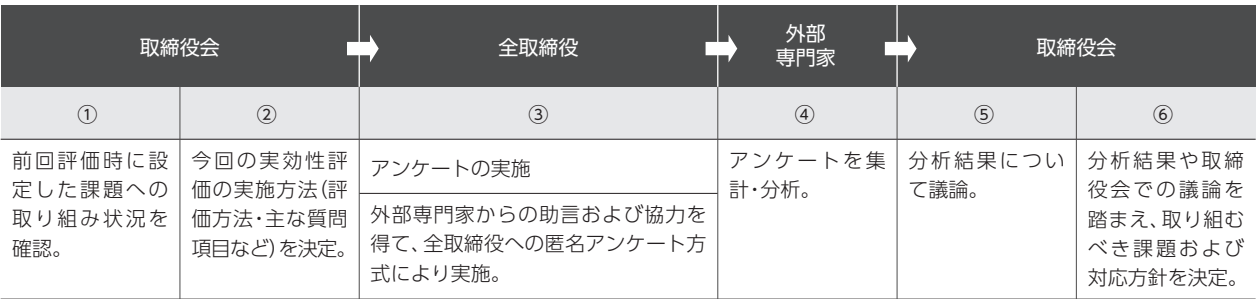 取締役会
全取締役
外部
専門家
取締役会
①
②
③
④
⑤
⑥
前回評価時に設
定した課題への
取り組み状況を
確認。
今回の実効性評
価の実施方法(評
価方法・主な質問
項目など)を決定。
アンケートの実施
外部専門家からの助言および協力を
得て、全取締役への匿名アンケート方
式により実施。
アンケートを集
計・分析。
分析結果につい
て議論。
分析結果や取締
役会での議論を
踏まえ、取り組む
べき課題および
対応方針を決定。